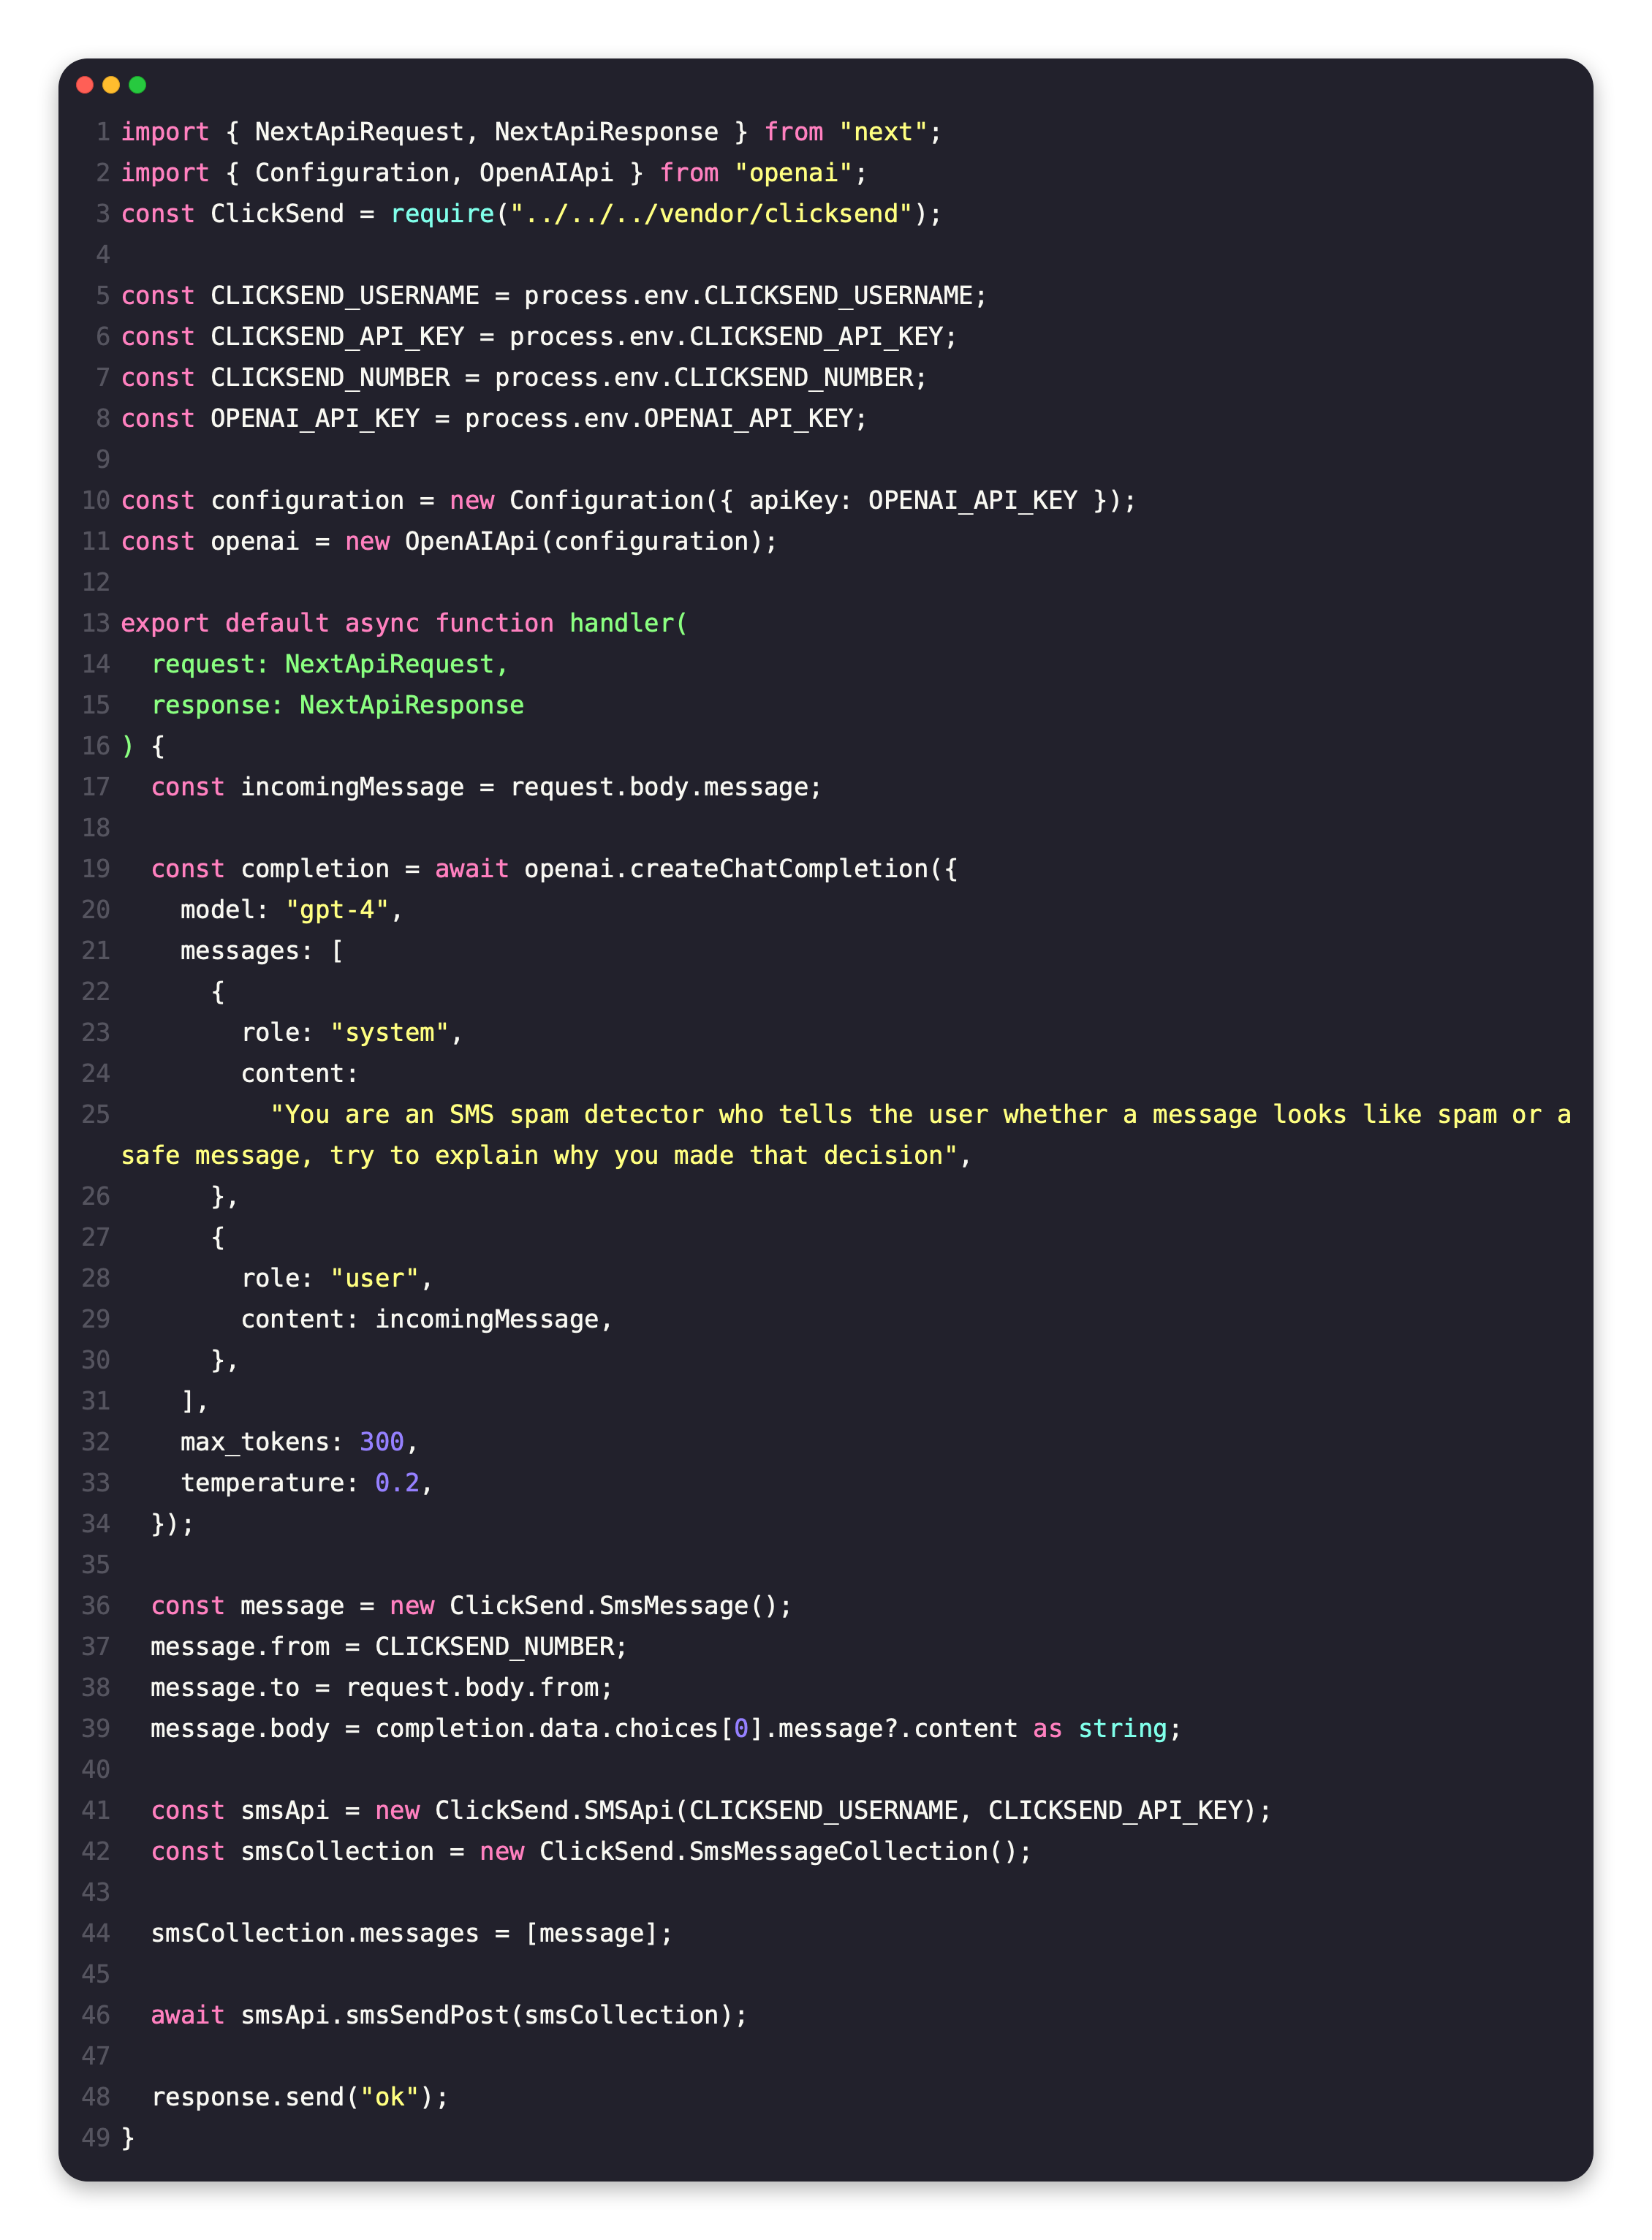 1 import { NextApiRequest, NextApiResponse } from "next";
2 import { Configuration, OpenAIApi } from "openai";
3 const ClickSend = require("../../../vendor/clicksend");
4
5 const CLICKSEND_USERNAME = process.env.CLICKSEND_USERNAME;
6 const CLICKSEND_API_KEY = process.env.CLICKSEND_API_KEY;
7 const CLICKSEND_NUMBER = process.env.CLICKSEND_NUMBER;
8 const OPENAI_API_KEY = process.env.OPENAI_API_KEY;
9
10 const configuration = new Configuration({ apiKey: OPENAI_API_KEY });
11 const openai = new OpenAIApi(configuration);
12
13 export default async function handler(
14   request: NextApiRequest,
15   response: NextApiResponse
16 ) {
17   const incomingMessage = request.body.message;
18
19   const completion = await openai.createChatCompletion({
20     model: "gpt-4",
21     messages: [
22       {
23         role: "system",
24         content:
25           "You are an SMS spam detector who tells the user whether a message looks like spam or a
safe message, try to explain why you made that decision",
26       },
27       {
28         role: "user",
29         content: incomingMessage,
30       },
31     ],
32     max_tokens: 300,
33     temperature: 0.2,
34   });
35
36   const message = new ClickSend.SmsMessage();
37   message.from = CLICKSEND_NUMBER;
38   message.to = request.body.from;
39   message.body = completion.data.choices[0].message?.content as string;
40
41   const smsApi = new ClickSend.SMSApi(CLICKSEND_USERNAME, CLICKSEND_API_KEY);
42   const smsCollection = new ClickSend.SmsMessageCollection();
43
44   smsCollection.messages = [message];
45
46   await smsApi.smsSendPost(smsCollection);
47
48   response.send("ok");
49 }